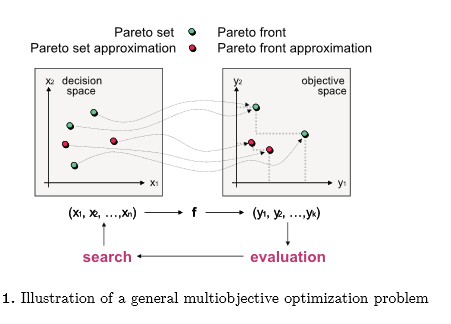 Pareto set Pareto front
Pareto set approximation Pareto front approximation
x₂ decision space
y₂ objective space
x₁
y₁
(x₁, x₂, ...,xₙ) f (y₁, y₂, ...,yₖ)
search evaluation
1. Illustration of a general multiobjective optimization problem